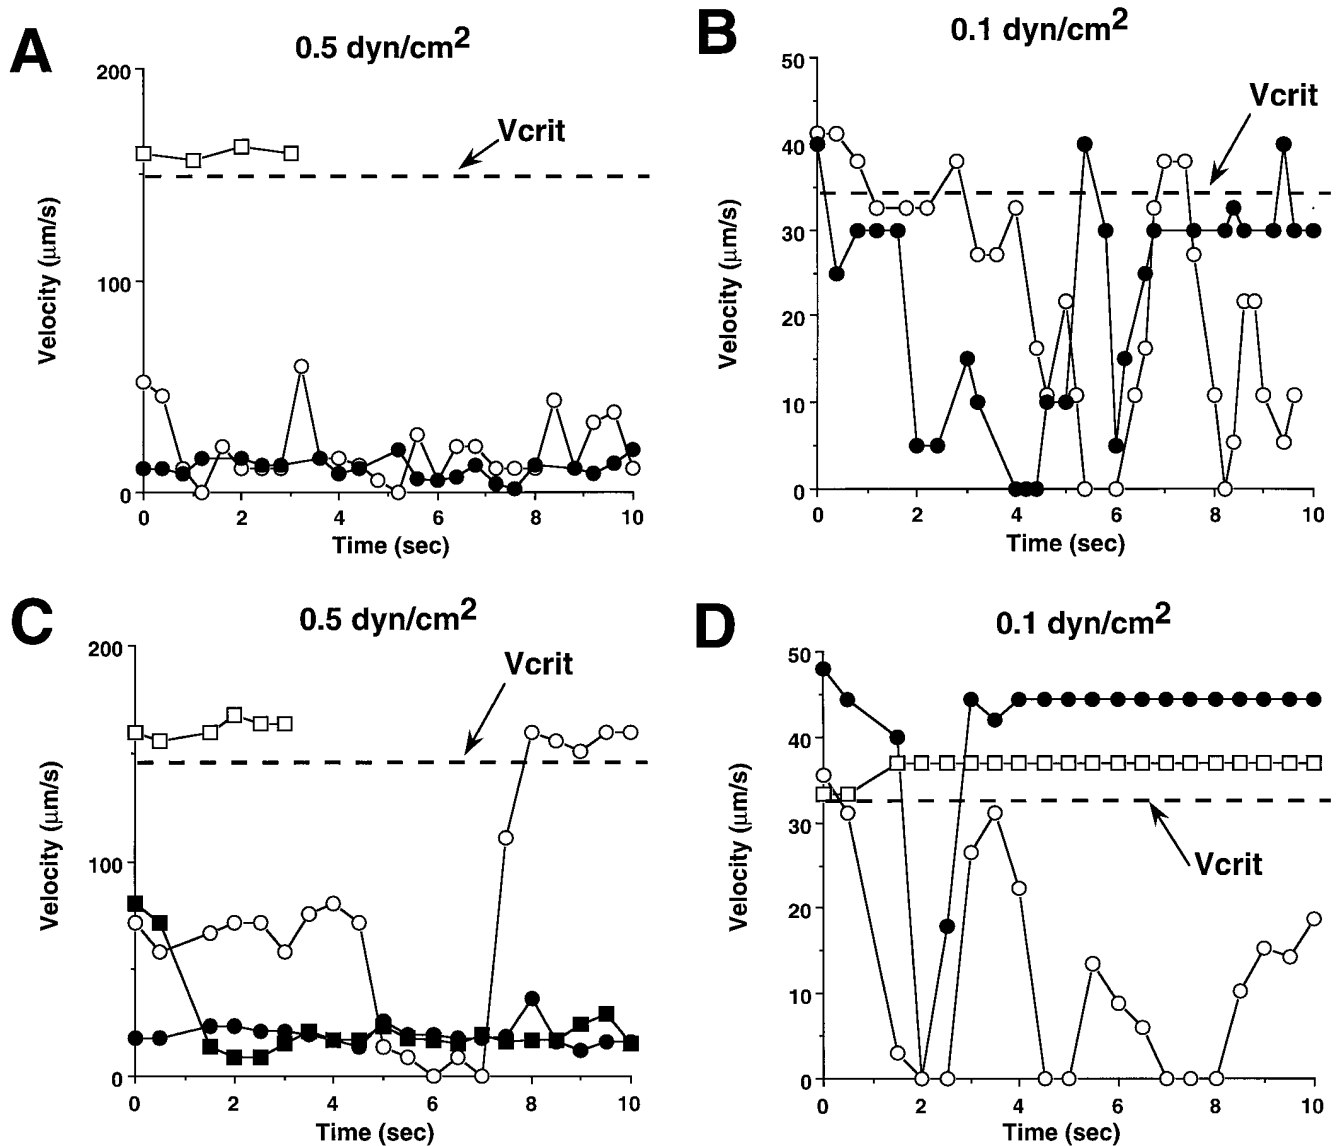 A
0.5 dyn/cm2
200
Vcrit
100
0
Velocity (μm/s)
0 2 4 6 8 10
Time (sec)
B
0.1 dyn/cm2
50
Vcrit
40
30
20
10
0
Velocity (μm/s)
0 2 4 6 8 10
Time (sec)
C
0.5 dyn/cm2
200
Vcrit
100
0
Velocity (μm/s)
0 2 4 6 8 10
Time (sec)
D
0.1 dyn/cm2
50
40
30
Vcrit
20
10
0
Velocity (μm/s)
0 2 4 6 8 10
Time (sec)